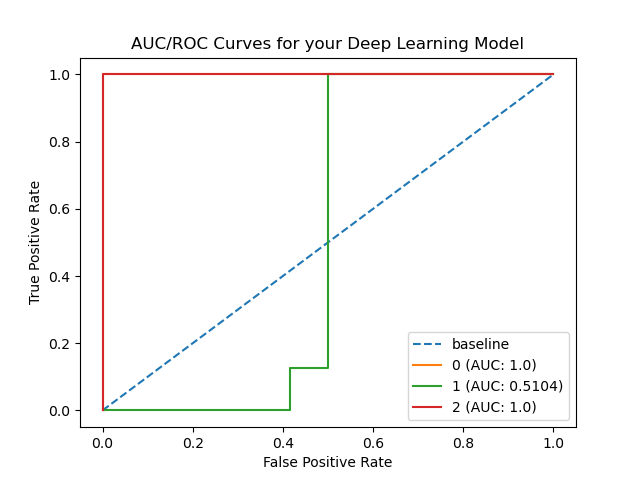 AUC/ROC Curves for your Deep Learning Model
1.0
0.8
0.6
0.4
0.2
0.0
True Positive Rate
baseline
0 (AUC: 1.0)
1 (AUC: 0.5104)
2 (AUC: 1.0)
0.0 0.2 0.4 0.6 0.8 1.0
False Positive Rate